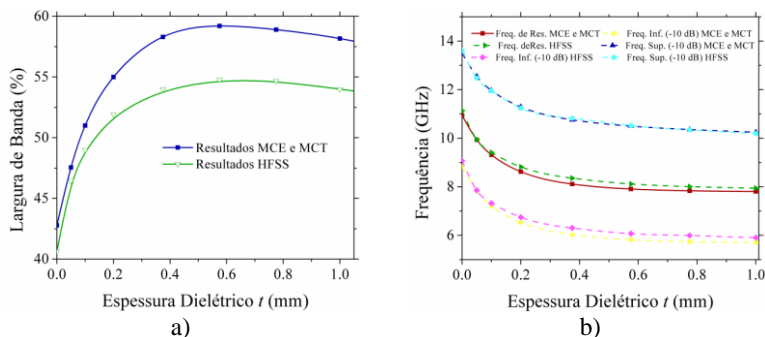 60
55
50
45
40
Largura de Banda (%)
Resultados MCE e MCT
Resultados HFSS
0.0 0.2 0.4 0.6 0.8 1.0
Espessura Dielétrico t (mm)
a)
Freq. de Res. MCE e MCT
Freq. deRes. HFSS
Freq. Inf. (-10 dB) HFSS
Freq. Inf. (-10 dB) MCE e MCT
Freq. Sup. (-10 dB) MCE e MCT
Freq. Sup. (-10 dB) HFSS
14
12
10
8
6
Frequência (GHz)
0.0 0.2 0.4 0.6 0.8 1.0
Espessura Dielétrico t (mm)
b)